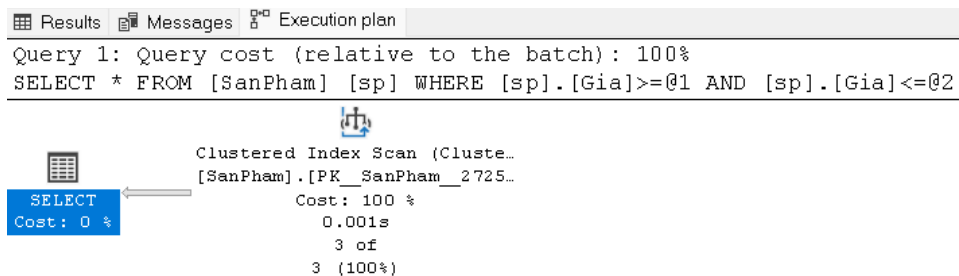 Results Messages Execution plan
Query 1: Query cost (relative to the batch): 100%
SELECT * FROM [SanPham] [sp] WHERE [sp].[Gia]>=@1 AND [sp].[Gia]<=@2
Clustered Index Scan (Cluste…
[SanPham].[PK__SanPham__2725…
Cost: 100 %
0.001s
3 of
3 (100%)
SELECT
Cost: 0 %